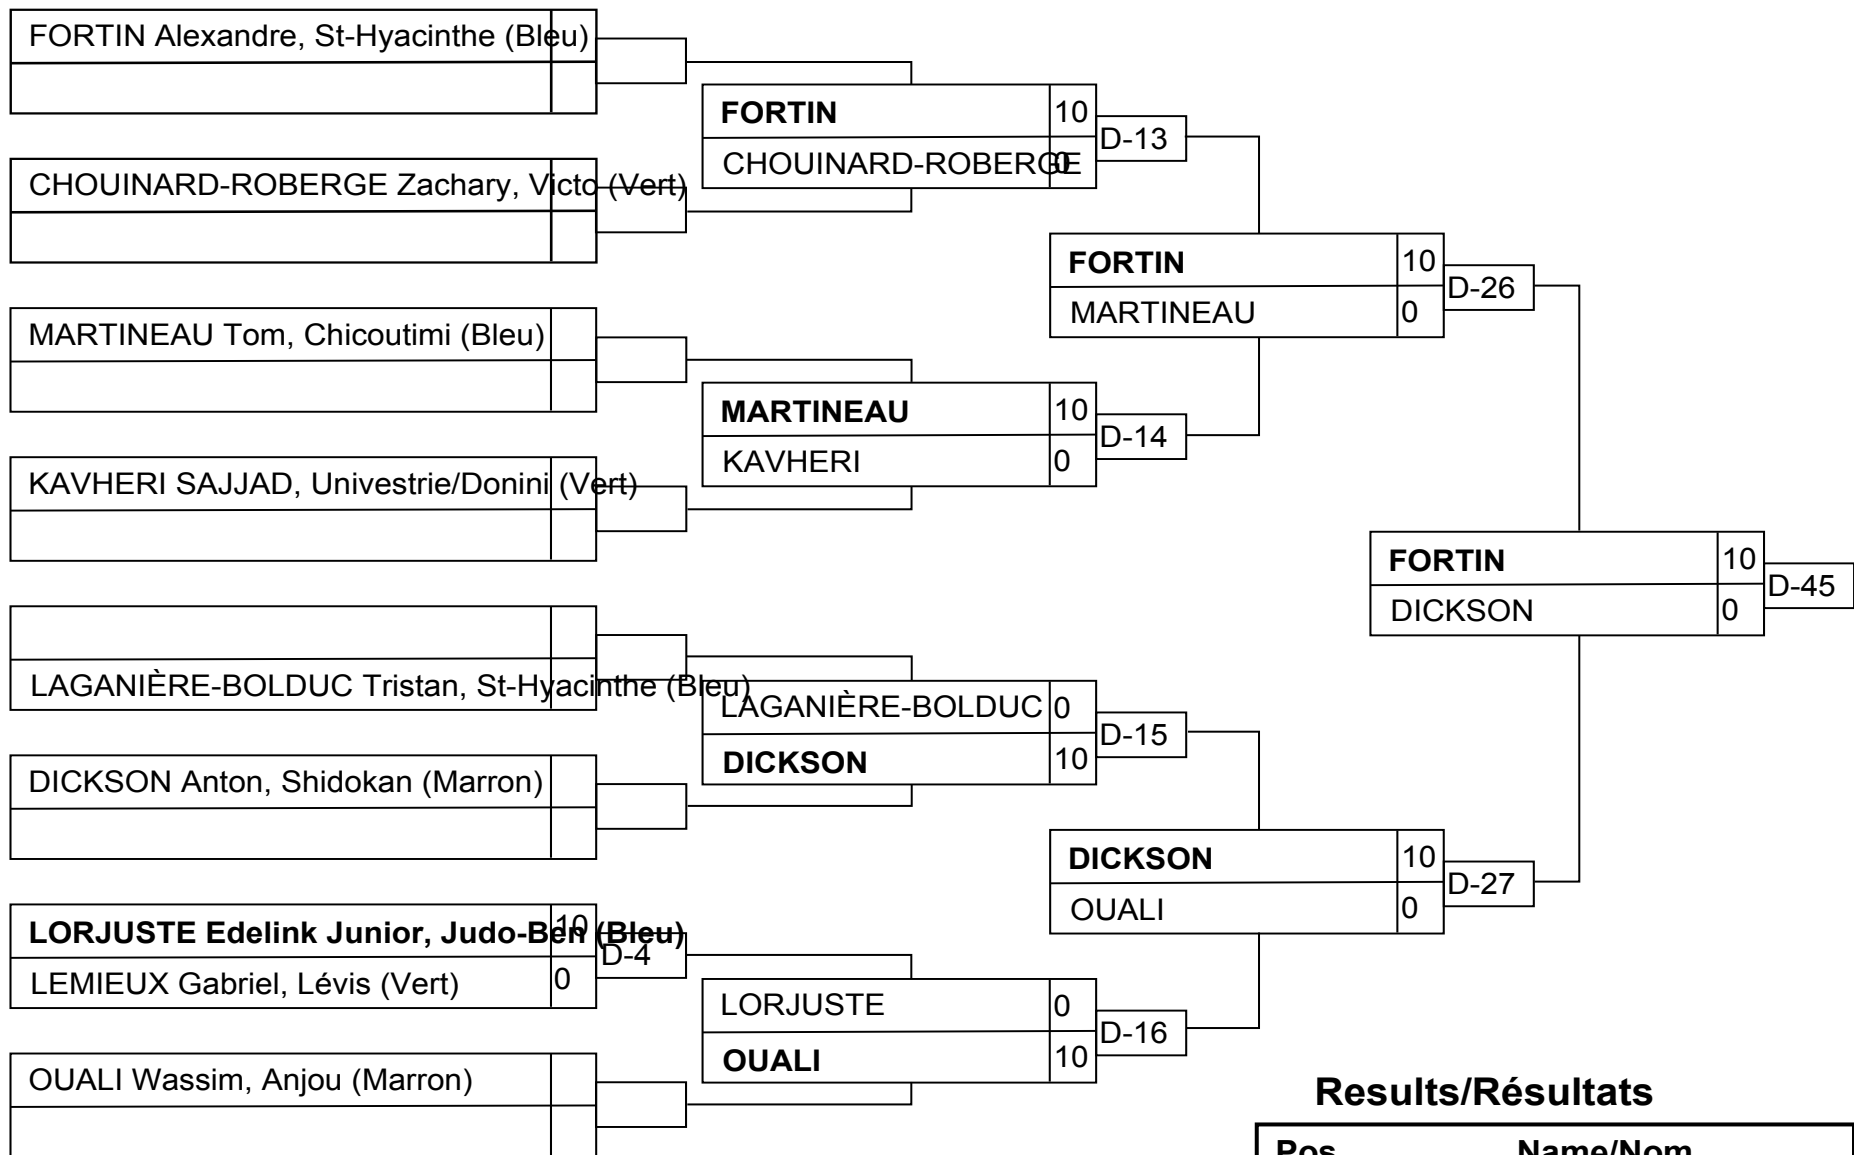 FORTIN Alexandre, St-Hyacinthe (Bleu)
CHOUINARD-ROBERGE Zachary, Victo (Vert)
MARTINEAU Tom, Chicoutimi (Bleu)
KAVHERI SAJJAD, Univestrie/Donini (Vert)
LAGANIÈRE-BOLDUC Tristan, St-Hyacinthe (Bleu)
DICKSON Anton, Shidokan (Marron)
LORJUSTE Edelink Junior, Judo-Ben (Bleu) 10
LEMIEUX Gabriel, Lévis (Vert) 0
D-4
OUALI Wassim, Anjou (Marron)
FORTIN 10
CHOUINARD-ROBERGE 0
D-13
MARTINEAU 10
KAVHERI 0
D-14
LAGANIÈRE-BOLDUC 0
DICKSON 10
D-15
LORJUSTE 0
OUALI 10
D-16
FORTIN 10
MARTINEAU 0
D-26
DICKSON 10
OUALI 0
D-27
FORTIN 10
DICKSON 0
D-45
Results/Résultats
Pos Name/Nom